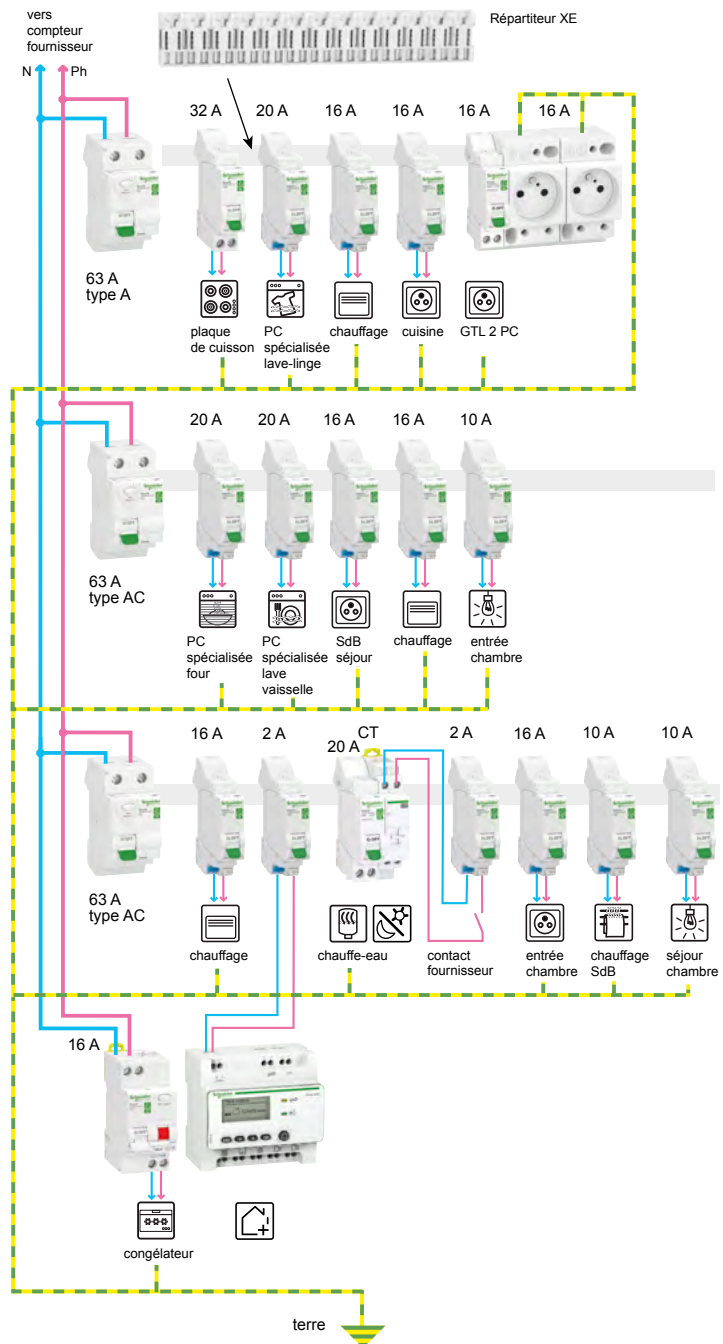 vers
compteur
fournisseur
N
Ph
Répartiteur XE
32 A
20 A
16 A
16 A
16 A
16 A
63 A
type A
plaque
de cuisson
PC
spécialisée
lave-linge
chauffage
cuisine
GTL 2 PC
20 A
20 A
16 A
16 A
10 A
63 A
type AC
PC
spécialisée
four
PC
spécialisée
lave
vaisselle
SdB
séjour
chauffage
entrée
chambre
16 A
2 A
CT
20 A
2 A
16 A
10 A
10 A
63 A
type AC
chauffage
chauffe-eau
contact
fournisseur
entrée
chambre
chauffage
SdB
séjour
chambre
16 A
congélateur
terre